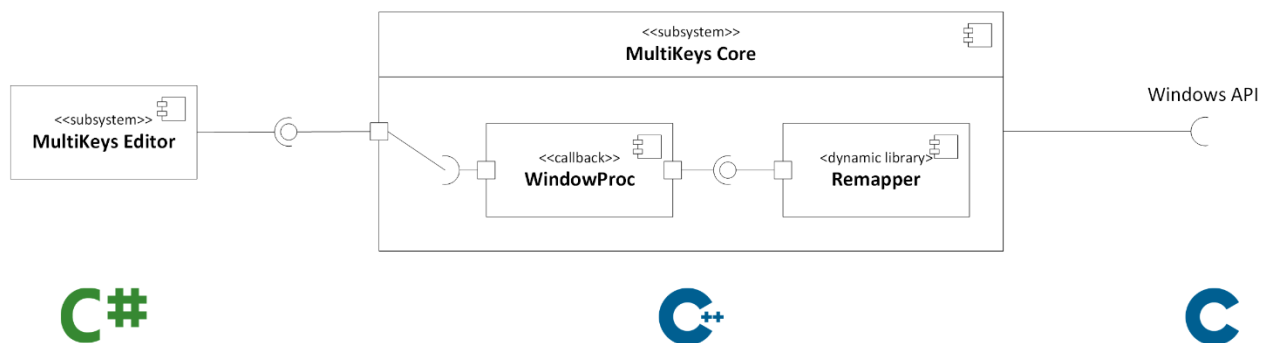 <<subsystem>>
MultiKeys Core
Windows API
<<subsystem>>
MultiKeys Editor
<<callback>>
WindowProc
<dynamic library>
Remapper
C#
C++
C